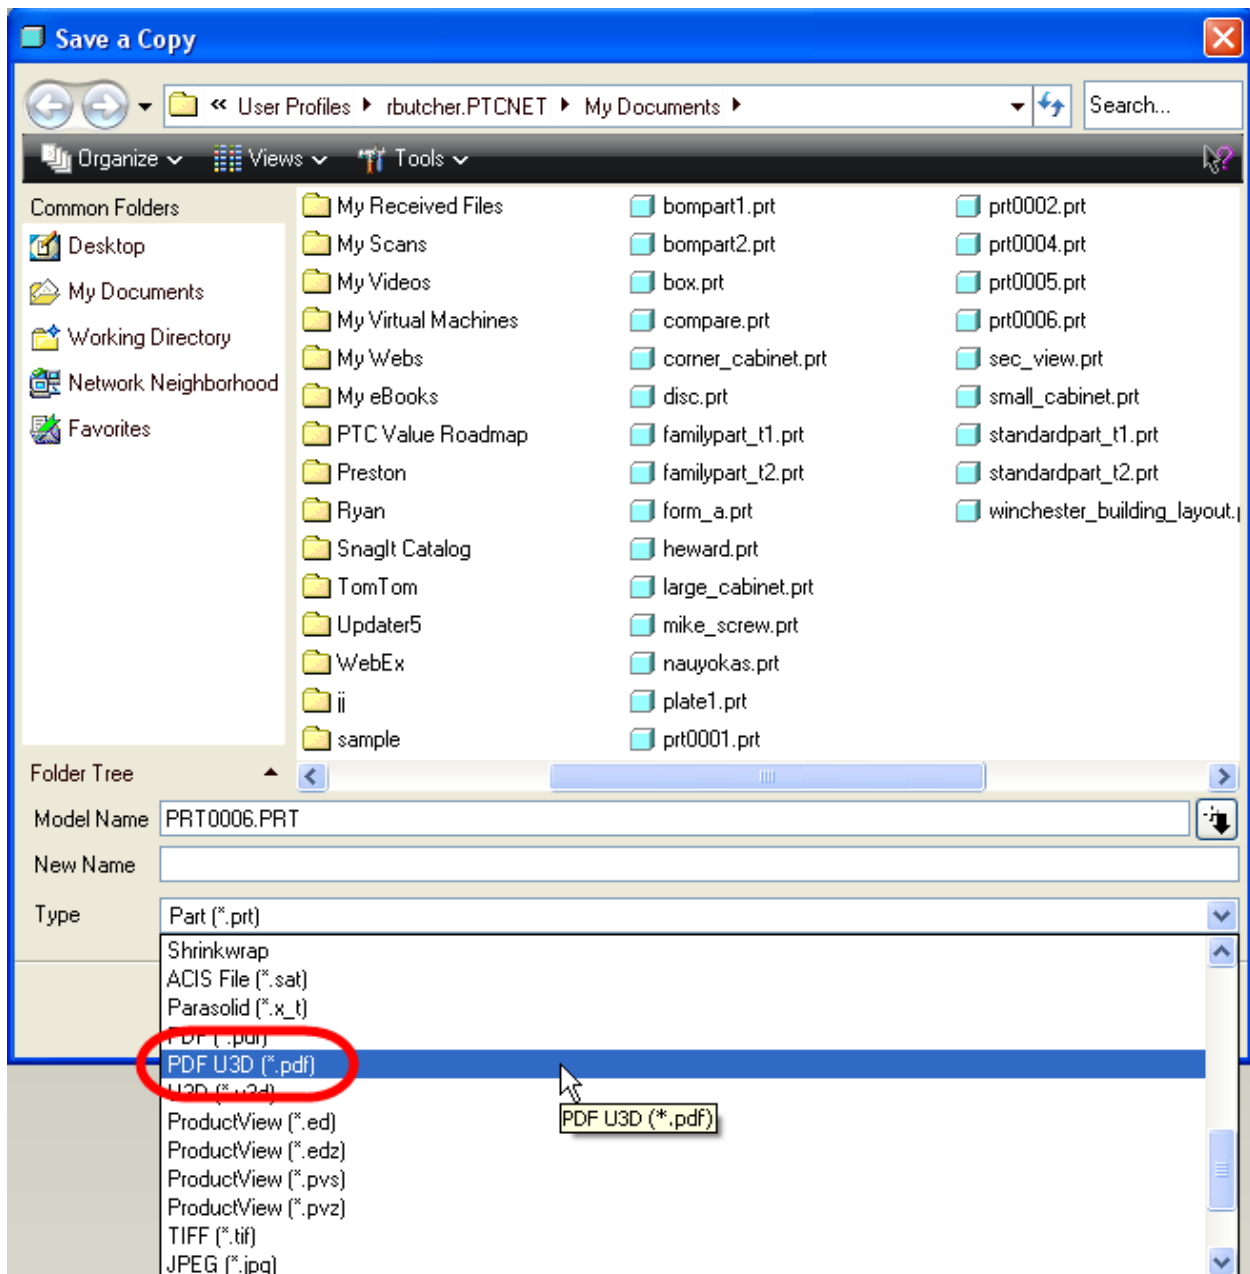 Save a Copy
« User Profiles rbutcher.PTCNET My Documents
Search...
Organize Views Tools
Common Folders
Desktop
My Documents
Working Directory
Network Neighborhood
Favorites
My Received Files
My Scans
My Videos
My Virtual Machines
My Webs
My eBooks
PTC Value Roadmap
Preston
Ryan
SnagIt Catalog
TomTom
Updater5
WebEx
jj
sample
bompart1.prt
bompart2.prt
box.prt
compare.prt
corner_cabinet.prt
disc.prt
familypart_t1.prt
familypart_t2.prt
form_a.prt
heward.prt
large_cabinet.prt
mike_screw.prt
nauyokas.prt
plate1.prt
prt0001.prt
prt0002.prt
prt0004.prt
prt0005.prt
prt0006.prt
sec_view.prt
small_cabinet.prt
standardpart_t1.prt
standardpart_t2.prt
winchester_building_layout.p
Folder Tree
Model Name PRT0006.PRT
New Name
Type Part (*.prt)
Shrinkwrap
ACIS File (*.sat)
Parasolid (*.x_t)
PDF (*.pdf)
PDF U3D (*.pdf)
U3D (*.u3d)
PDF U3D (*.pdf)
ProductView (*.ed)
ProductView (*.edz)
ProductView (*.pvs)
ProductView (*.pvz)
TIFF (*.tif)
JPEG (*.jpg)